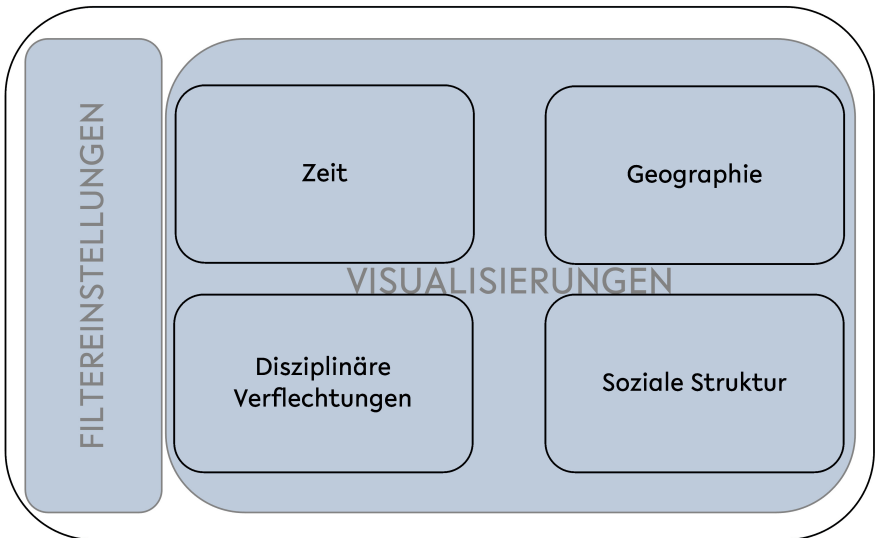 FILTEREINSTELLUNGEN
Zeit
Geographie
VISUALISIERUNGEN
Disziplinäre
Verflechtungen
Soziale Struktur